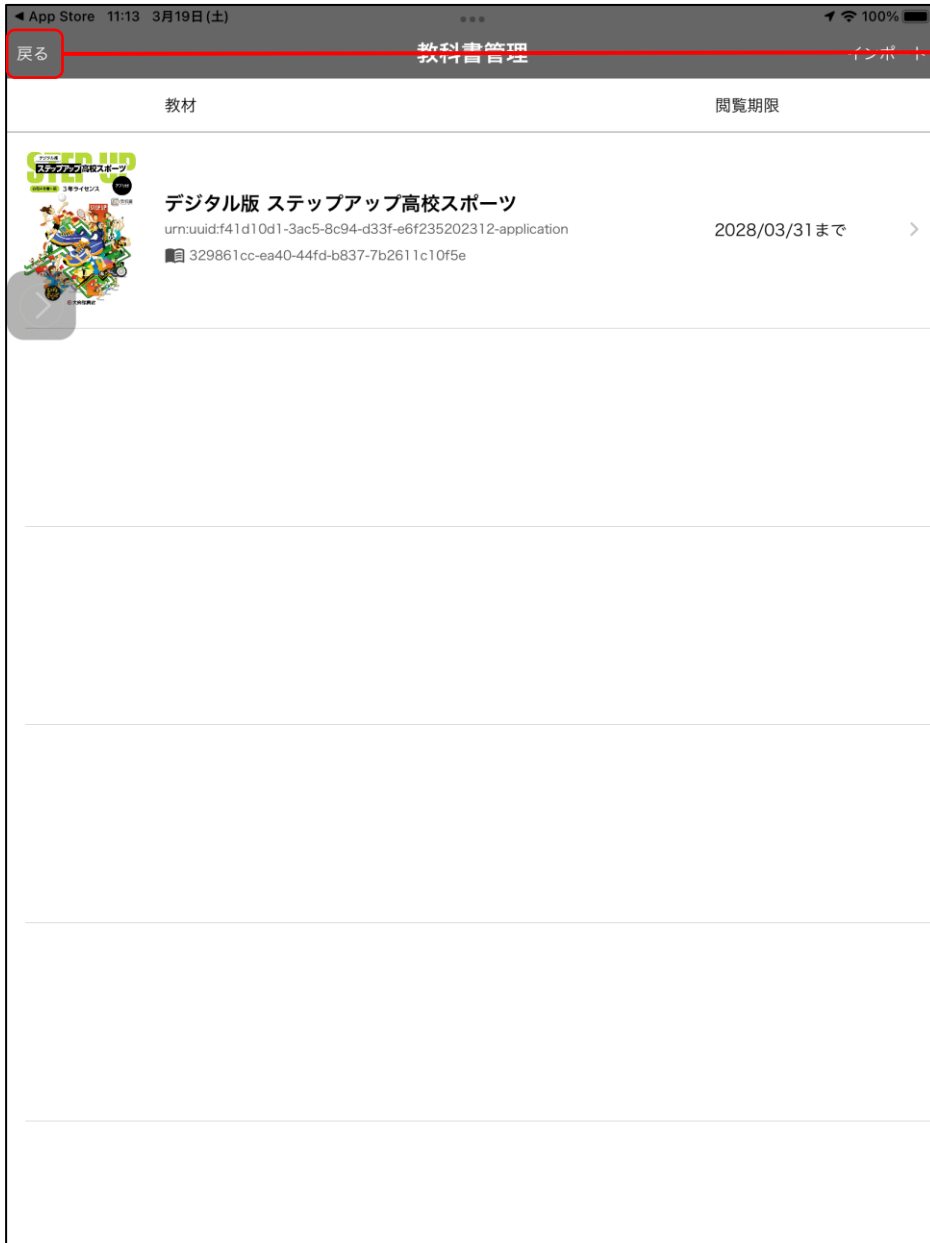 ◀ App Store 11:13 3月19日(土) 100%
戻る 教科書管理 インポート
教材 閲覧期限
STEP UP
デジタル版
ステップアップ高校スポーツ
3年ライセンス
デジタル版 ステップアップ高校スポーツ
urn:uuid:f41d10d1-3ac5-8c94-d33f-e6f235202312-application
2028/03/31まで
329861cc-ea40-44fd-b837-7b2611c10f5e